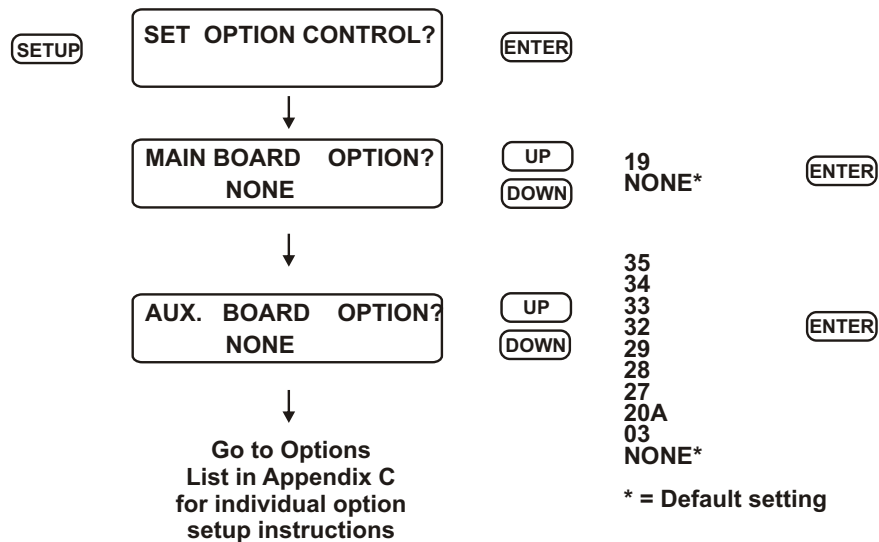 SETUP
SET OPTION CONTROL?
ENTER
MAIN BOARD OPTION?
NONE
UP
DOWN
19
NONE*
ENTER
AUX. BOARD OPTION?
NONE
UP
DOWN
35
34
33
32
29
28
27
20A
03
NONE*
ENTER
* = Default setting
Go to Options
List in Appendix C
for individual option
setup instructions